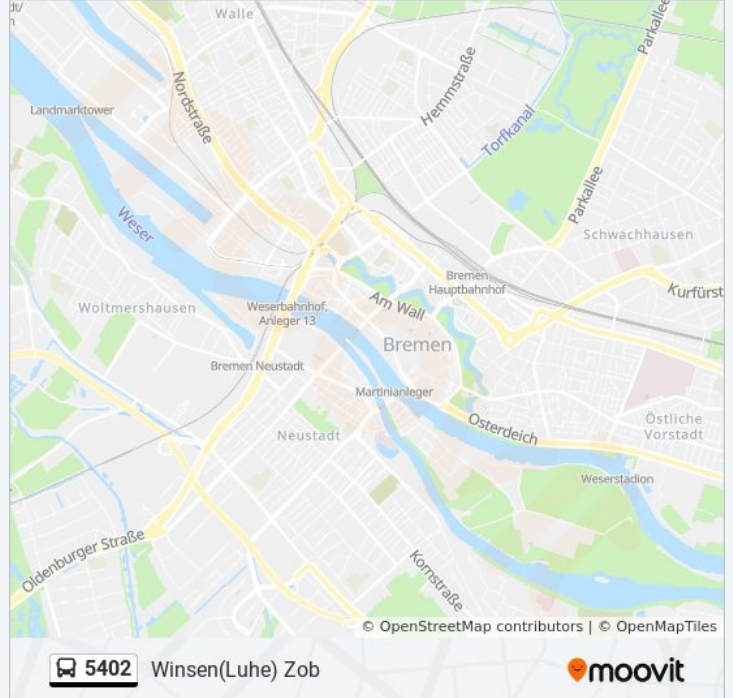 dt/
Walle
Parkallee
Hemmstraße
Nordstraße
Landmarktower
Torfkanal
Parkallee
Weser
Schwachhausen
Bremen
Hauptbahnhof
Kurfürst
Am Wall
Woltmershausen
Weserbahnhof,
Anleger 13
Bremen
Bremen Neustadt
Martinianleger
Osterdeich
Östliche
Vorstadt
Neustadt
Weserstadion
Oldenburger Straße
Kornstraße
© OpenStreetMap contributors | © OpenMapTiles
5402 Winsen(Luhe) Zob
moovit